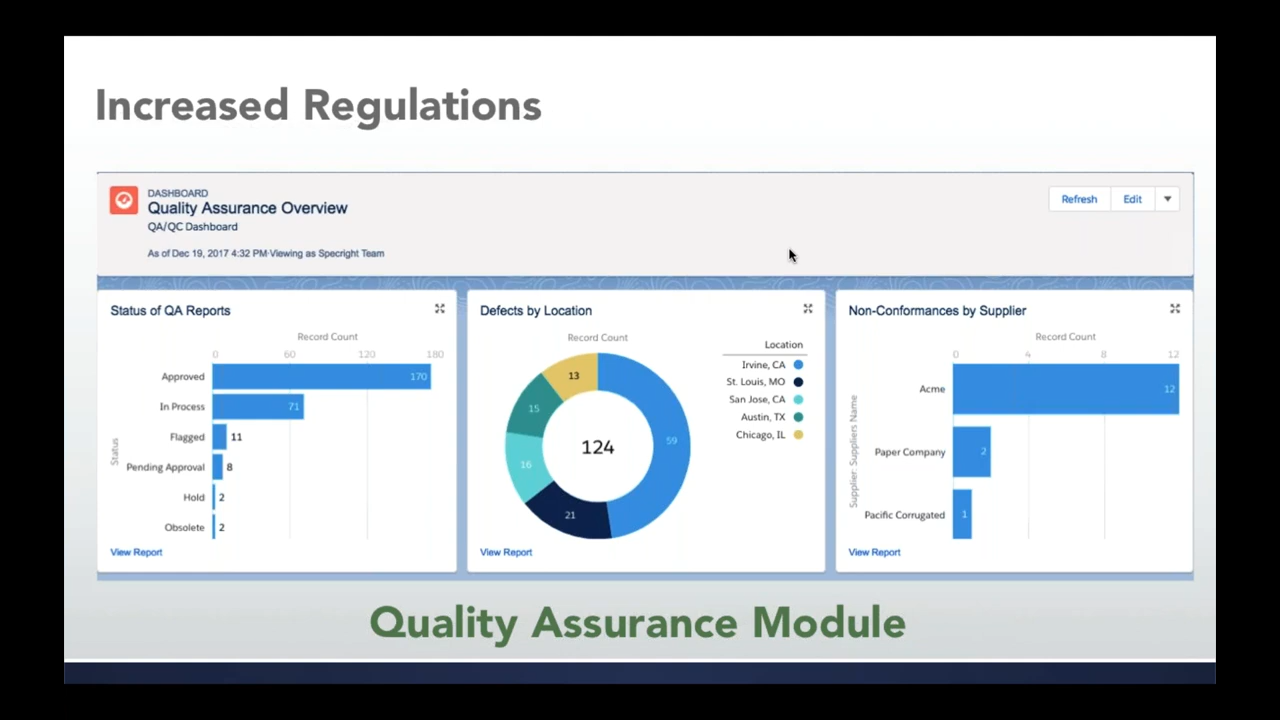 Increased Regulations
DASHBOARD
Quality Assurance Overview
QA/QC Dashboard
As of Dec 19, 2017 4:32 PM·Viewing as Specright Team
Refresh
Edit
Status of QA Reports
Record Count
0 60 120 180
Status
Approved 170
In Process 71
Flagged 11
Pending Approval 8
Hold 2
Obsolete 2
View Report
Defects by Location
Record Count
13
15
16
21
59
124
Location
Irvine, CA
St. Louis, MO
San Jose, CA
Austin, TX
Chicago, IL
View Report
Non-Conformances by Supplier
Record Count
0 4 8 12
Supplier: Suppliers Name
Acme 12
Paper Company 2
Pacific Corrugated 1
View Report
Quality Assurance Module